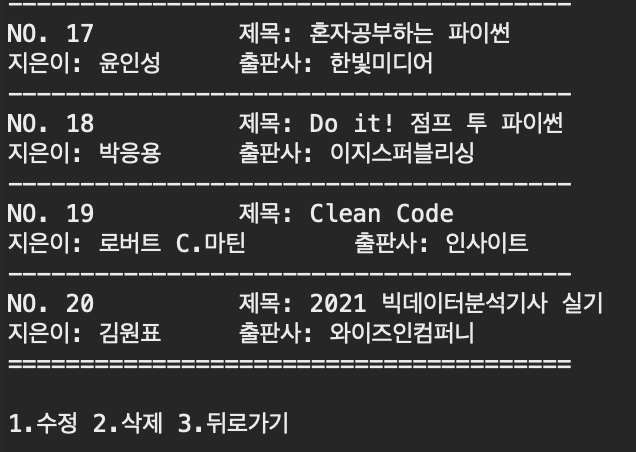 ----------------------------------------
NO. 17 제목: 혼자공부하는 파이썬
지은이: 윤인성 출판사: 한빛미디어
----------------------------------------
NO. 18 제목: Do it! 점프 투 파이썬
지은이: 박응용 출판사: 이지스퍼블리싱
----------------------------------------
NO. 19 제목: Clean Code
지은이: 로버트 C.마틴 출판사: 인사이트
----------------------------------------
NO. 20 제목: 2021 빅데이터분석기사 실기
지은이: 김원표 출판사: 와이즈인컴퍼니
========================================
1.수정 2.삭제 3.뒤로가기